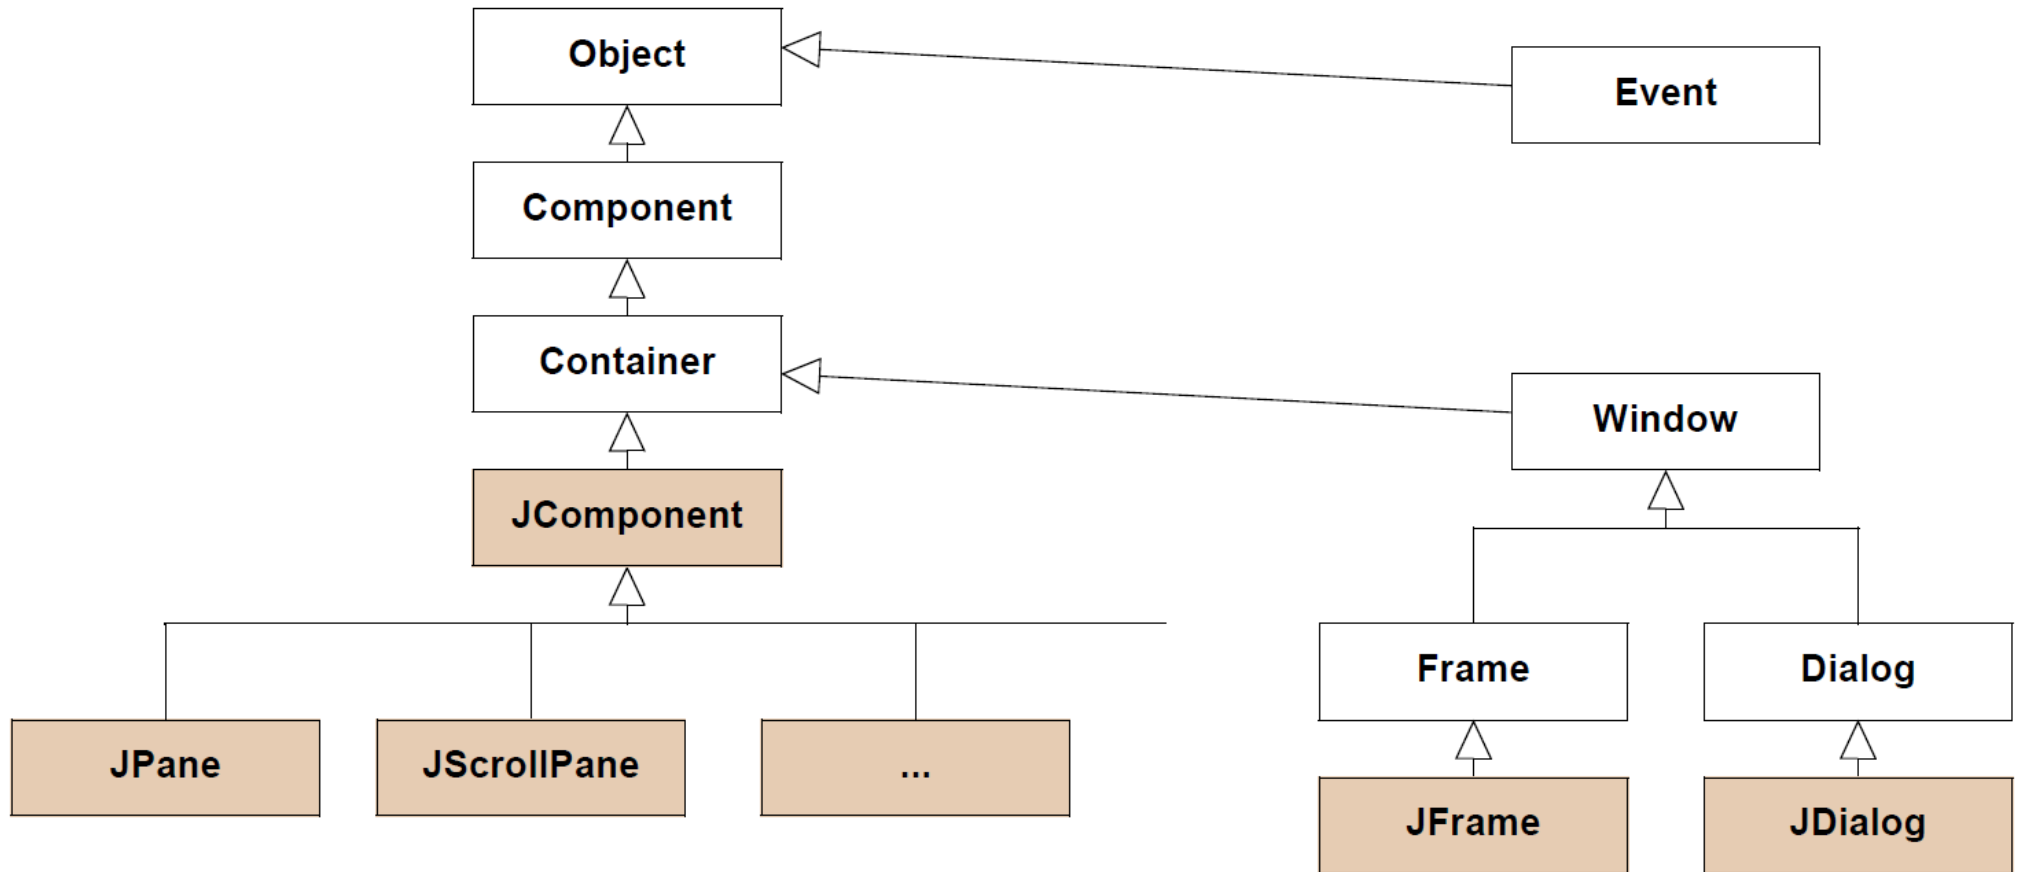 Object
Event
Component
Container
Window
JComponent
Frame
Dialog
JPane
JScrollPane
...
JFrame
JDialog